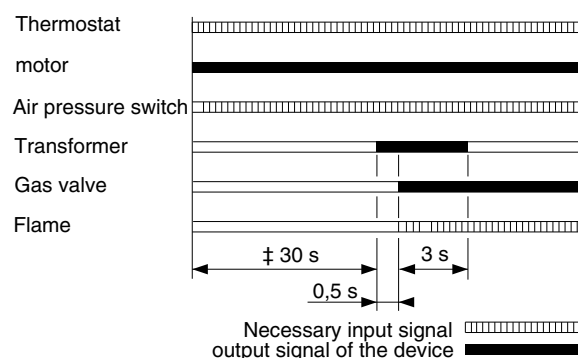 Thermostat
motor
Air pressure switch
Transformer
Gas valve
Flame
‡ 30 s
3 s
0,5 s
Necessary input signal
output signal of the device